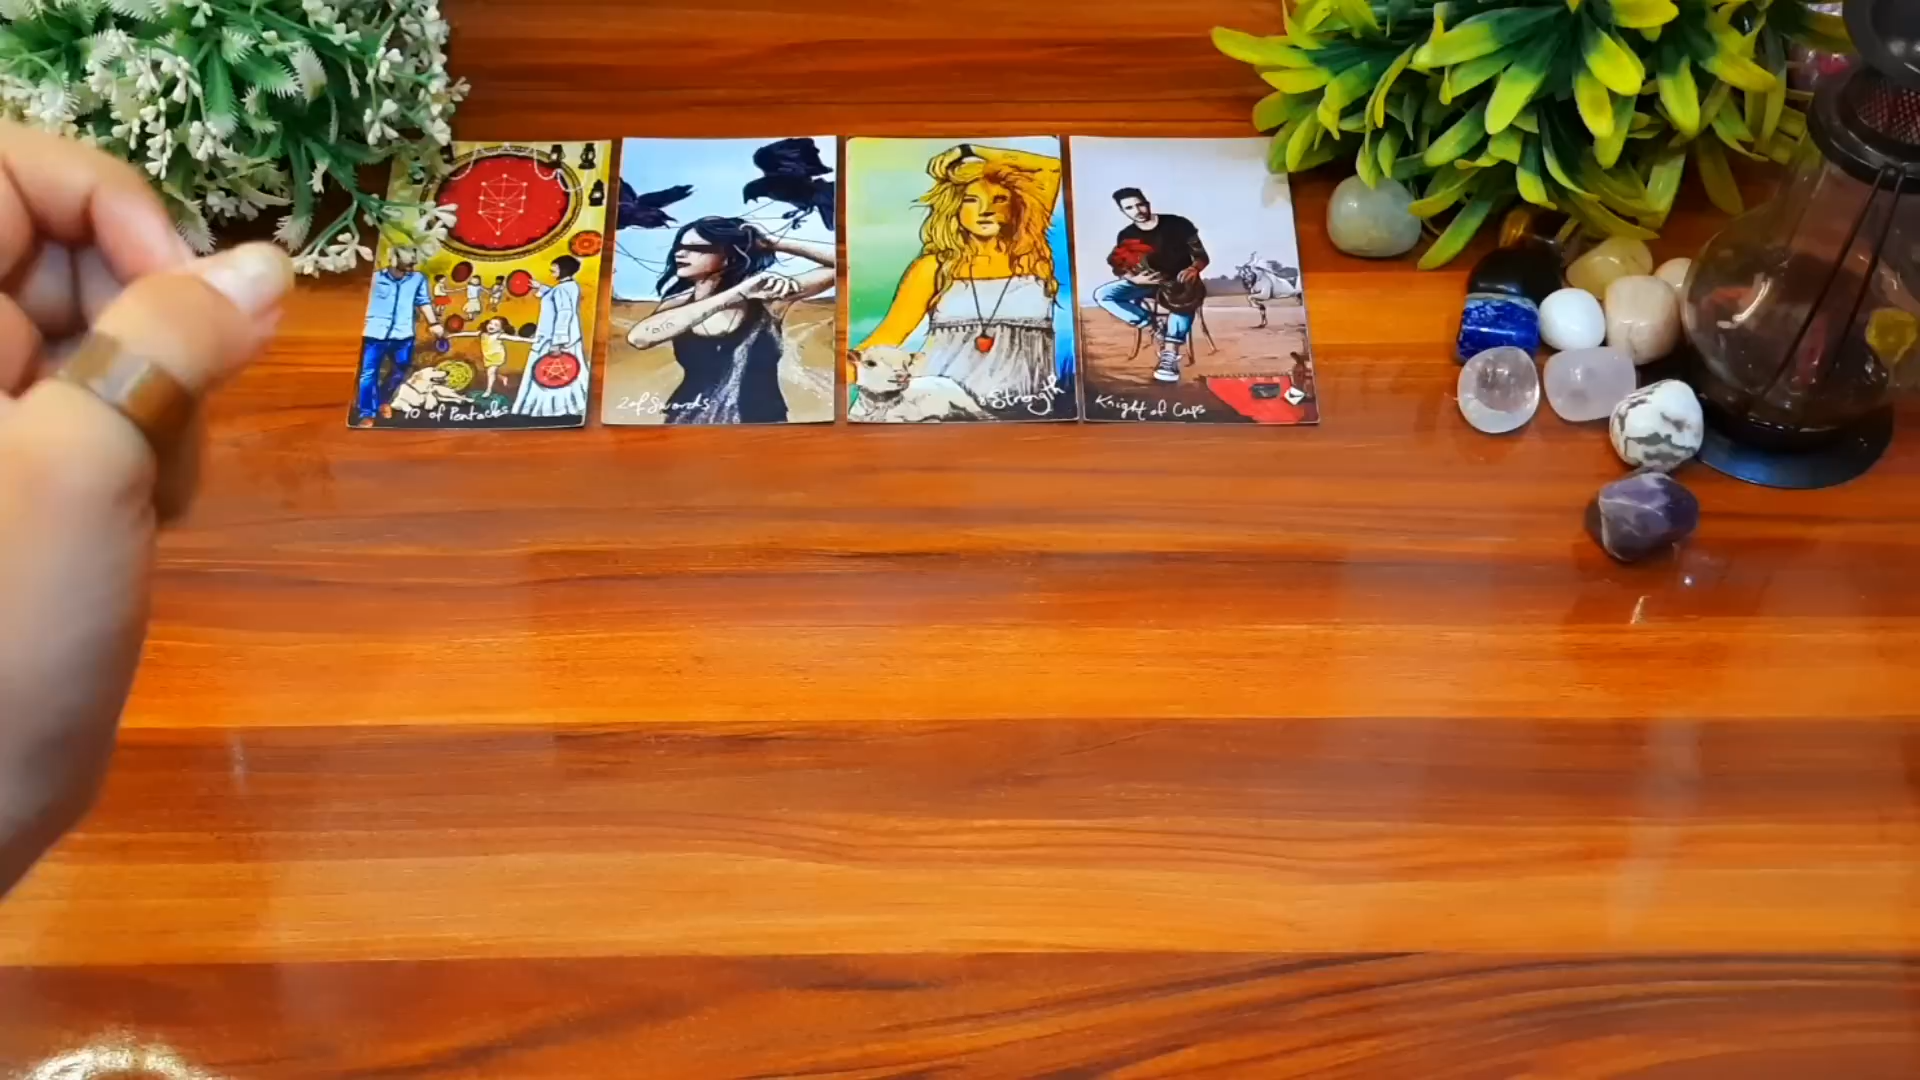 10 of Pentacles
2 of Swords
Strength
Knight of Cups